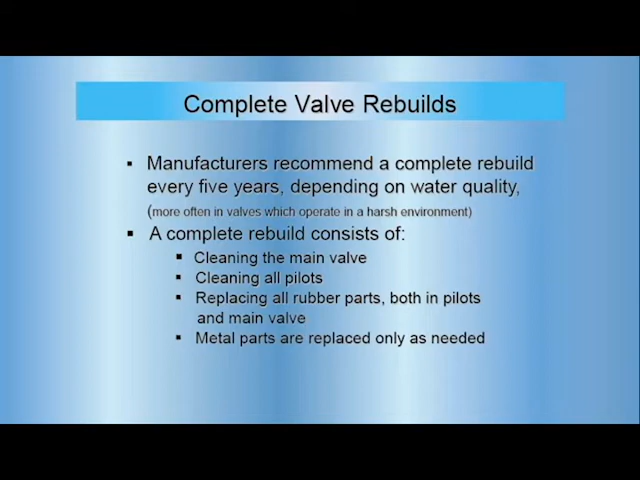 Complete Valve Rebuilds
▪ Manufacturers recommend a complete rebuild
every five years, depending on water quality,
(more often in valves which operate in a harsh environment)
▪ A complete rebuild consists of:
▪ Cleaning the main valve
▪ Cleaning all pilots
▪ Replacing all rubber parts, both in pilots
and main valve
▪ Metal parts are replaced only as needed